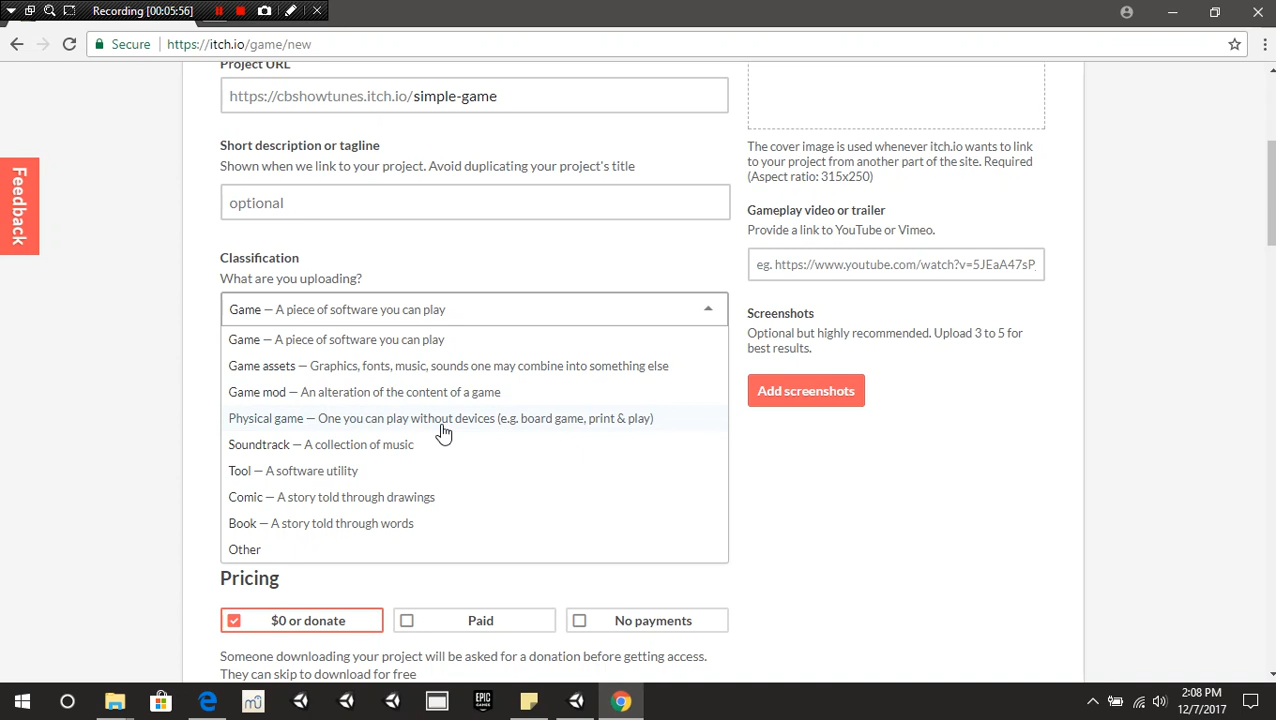 Recording [00:05:56]
Secure https://itch.io/game/new
Project URL
https://cbshowtunes.itch.io/simple-game
Short description or tagline
Shown when we link to your project. Avoid duplicating your project's title
optional
Classification
What are you uploading?
Game — A piece of software you can play
Game — A piece of software you can play
Game assets — Graphics, fonts, music, sounds one may combine into something else
Game mod — An alteration of the content of a game
Physical game — One you can play without devices (e.g. board game, print & play)
Soundtrack — A collection of music
Tool — A software utility
Comic — A story told through drawings
Book — A story told through words
Other
Pricing
$0 or donate
Paid
No payments
Someone downloading your project will be asked for a donation before getting access.
They can skip to download for free
The cover image is used whenever itch.io wants to link
to your project from another part of the site. Required
(Aspect ratio: 315x250)
Gameplay video or trailer
Provide a link to YouTube or Vimeo.
eg. https://www.youtube.com/watch?v=5JEaA47sP
Screenshots
Optional but highly recommended. Upload 3 to 5 for
best results.
Add screenshots
Feedback
EPIC
GAMES
2:08 PM
12/7/2017